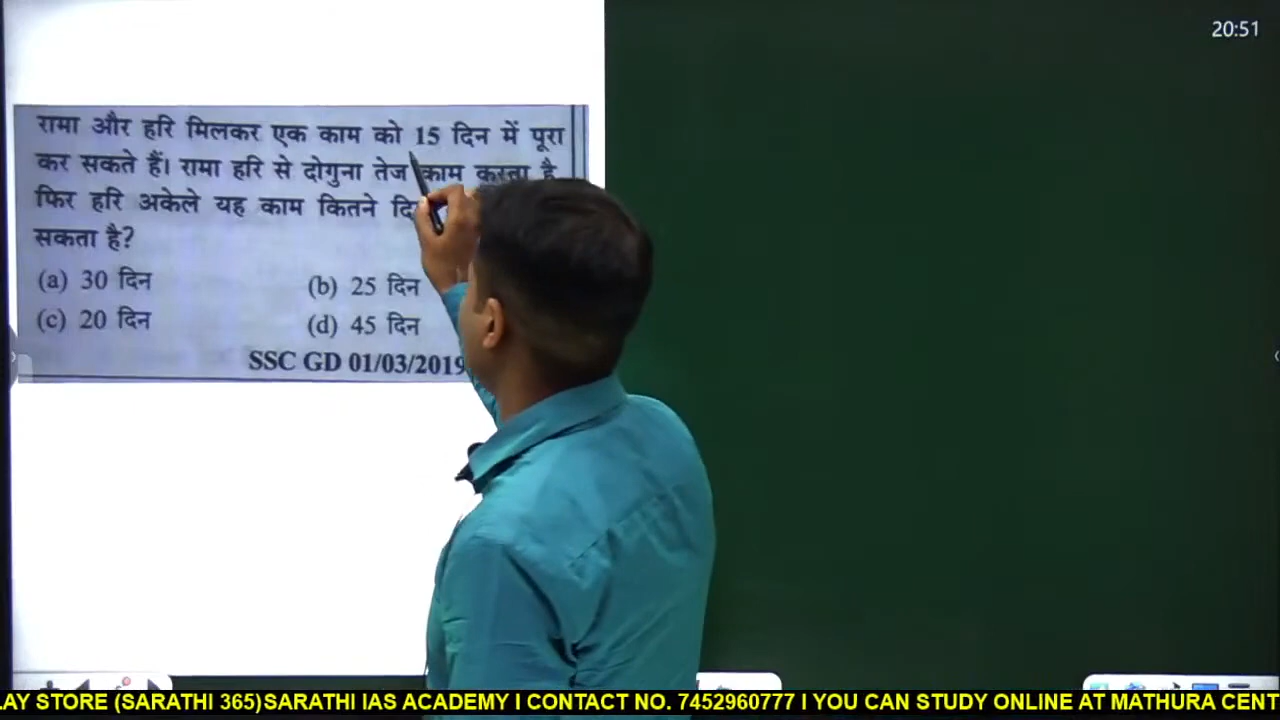 20:51
रामा और हरि मिलकर एक काम को 15 दिन में पूरा
कर सकते हैं। रामा हरि से दोगुना तेज काम करता है
फिर हरि अकेले यह काम कितने
सकता है?
(a) 30 दिन (b) 25 दिन
(c) 20 दिन (d) 45 दिन
SSC GD 01/03/2019
LAY STORE (SARATHI 365)SARATHI IAS ACADEMY I CONTACT NO. 7452960777 I YOU CAN STUDY ONLINE AT MATHURA CENT